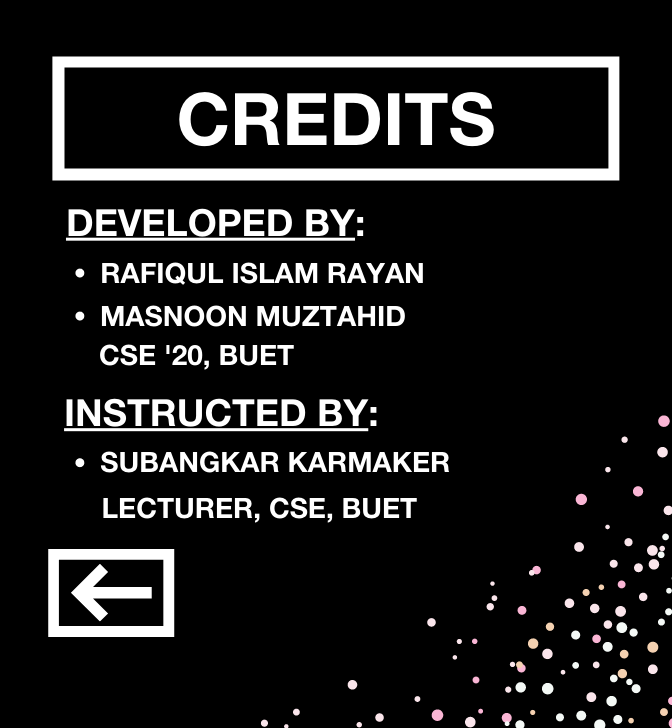 CREDITS
DEVELOPED BY:
• RAFIQUL ISLAM RAYAN
• MASNOON MUZTAHID
CSE '20, BUET
INSTRUCTED BY:
• SUBANGKAR KARMAKER
LECTURER, CSE, BUET